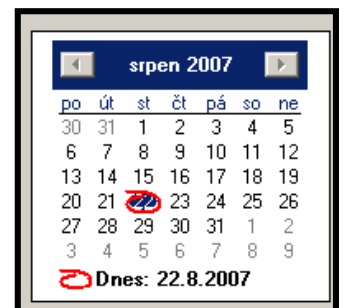 srpen 2007
po út st čt pá so ne
30 31 1 2 3 4 5
6 7 8 9 10 11 12
13 14 15 16 17 18 19
20 21 22 23 24 25 26
27 28 29 30 31 1 2
3 4 5 6 7 8 9
Dnes: 22.8.2007